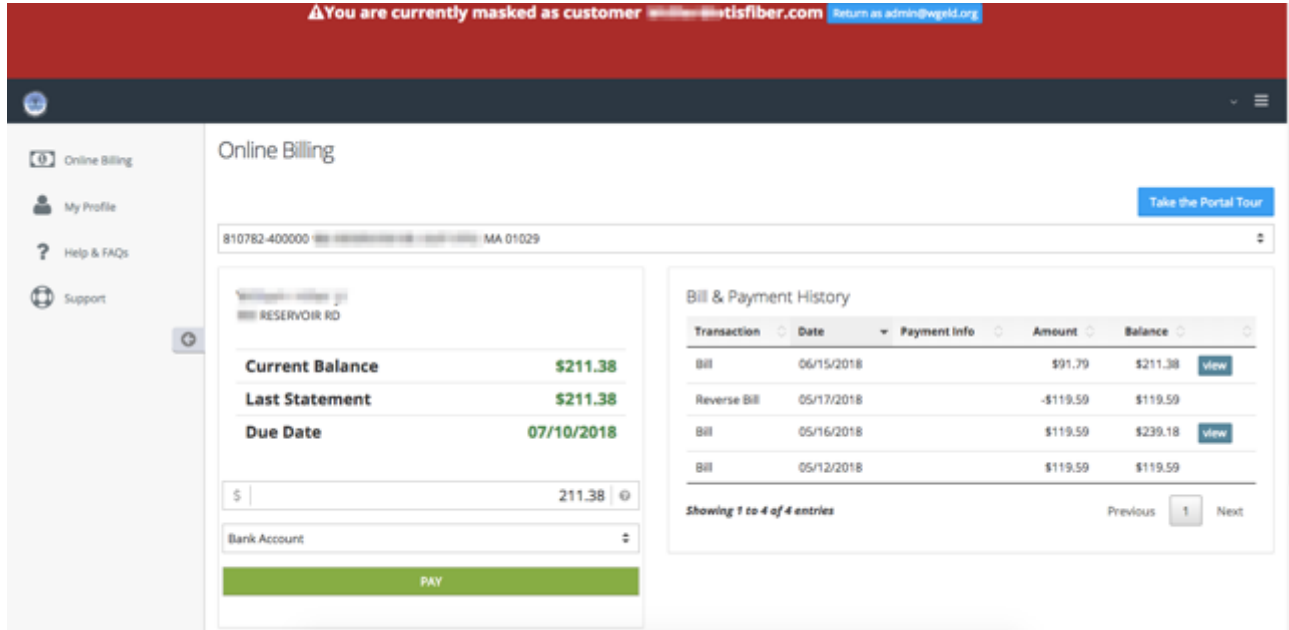 You are currently masked as customer tisfiber.com Return as admin@wgeld.org
Online Billing
My Profile
Help & FAQs
Support
Online Billing
Take the Portal Tour
810782-400000 MA 01029
RESERVOIR RD
Current Balance $211.38
Last Statement $211.38
Due Date 07/10/2018
$ 211.38
Bank Account
PAY
Bill & Payment History
Transaction Date Payment Info Amount Balance
Bill 06/15/2018 $91.79 $211.38 view
Reverse Bill 05/17/2018 -$119.59 $119.59
Bill 05/16/2018 $119.59 $239.18 view
Bill 05/12/2018 $119.59 $119.59
Showing 1 to 4 of 4 entries
Previous 1 Next